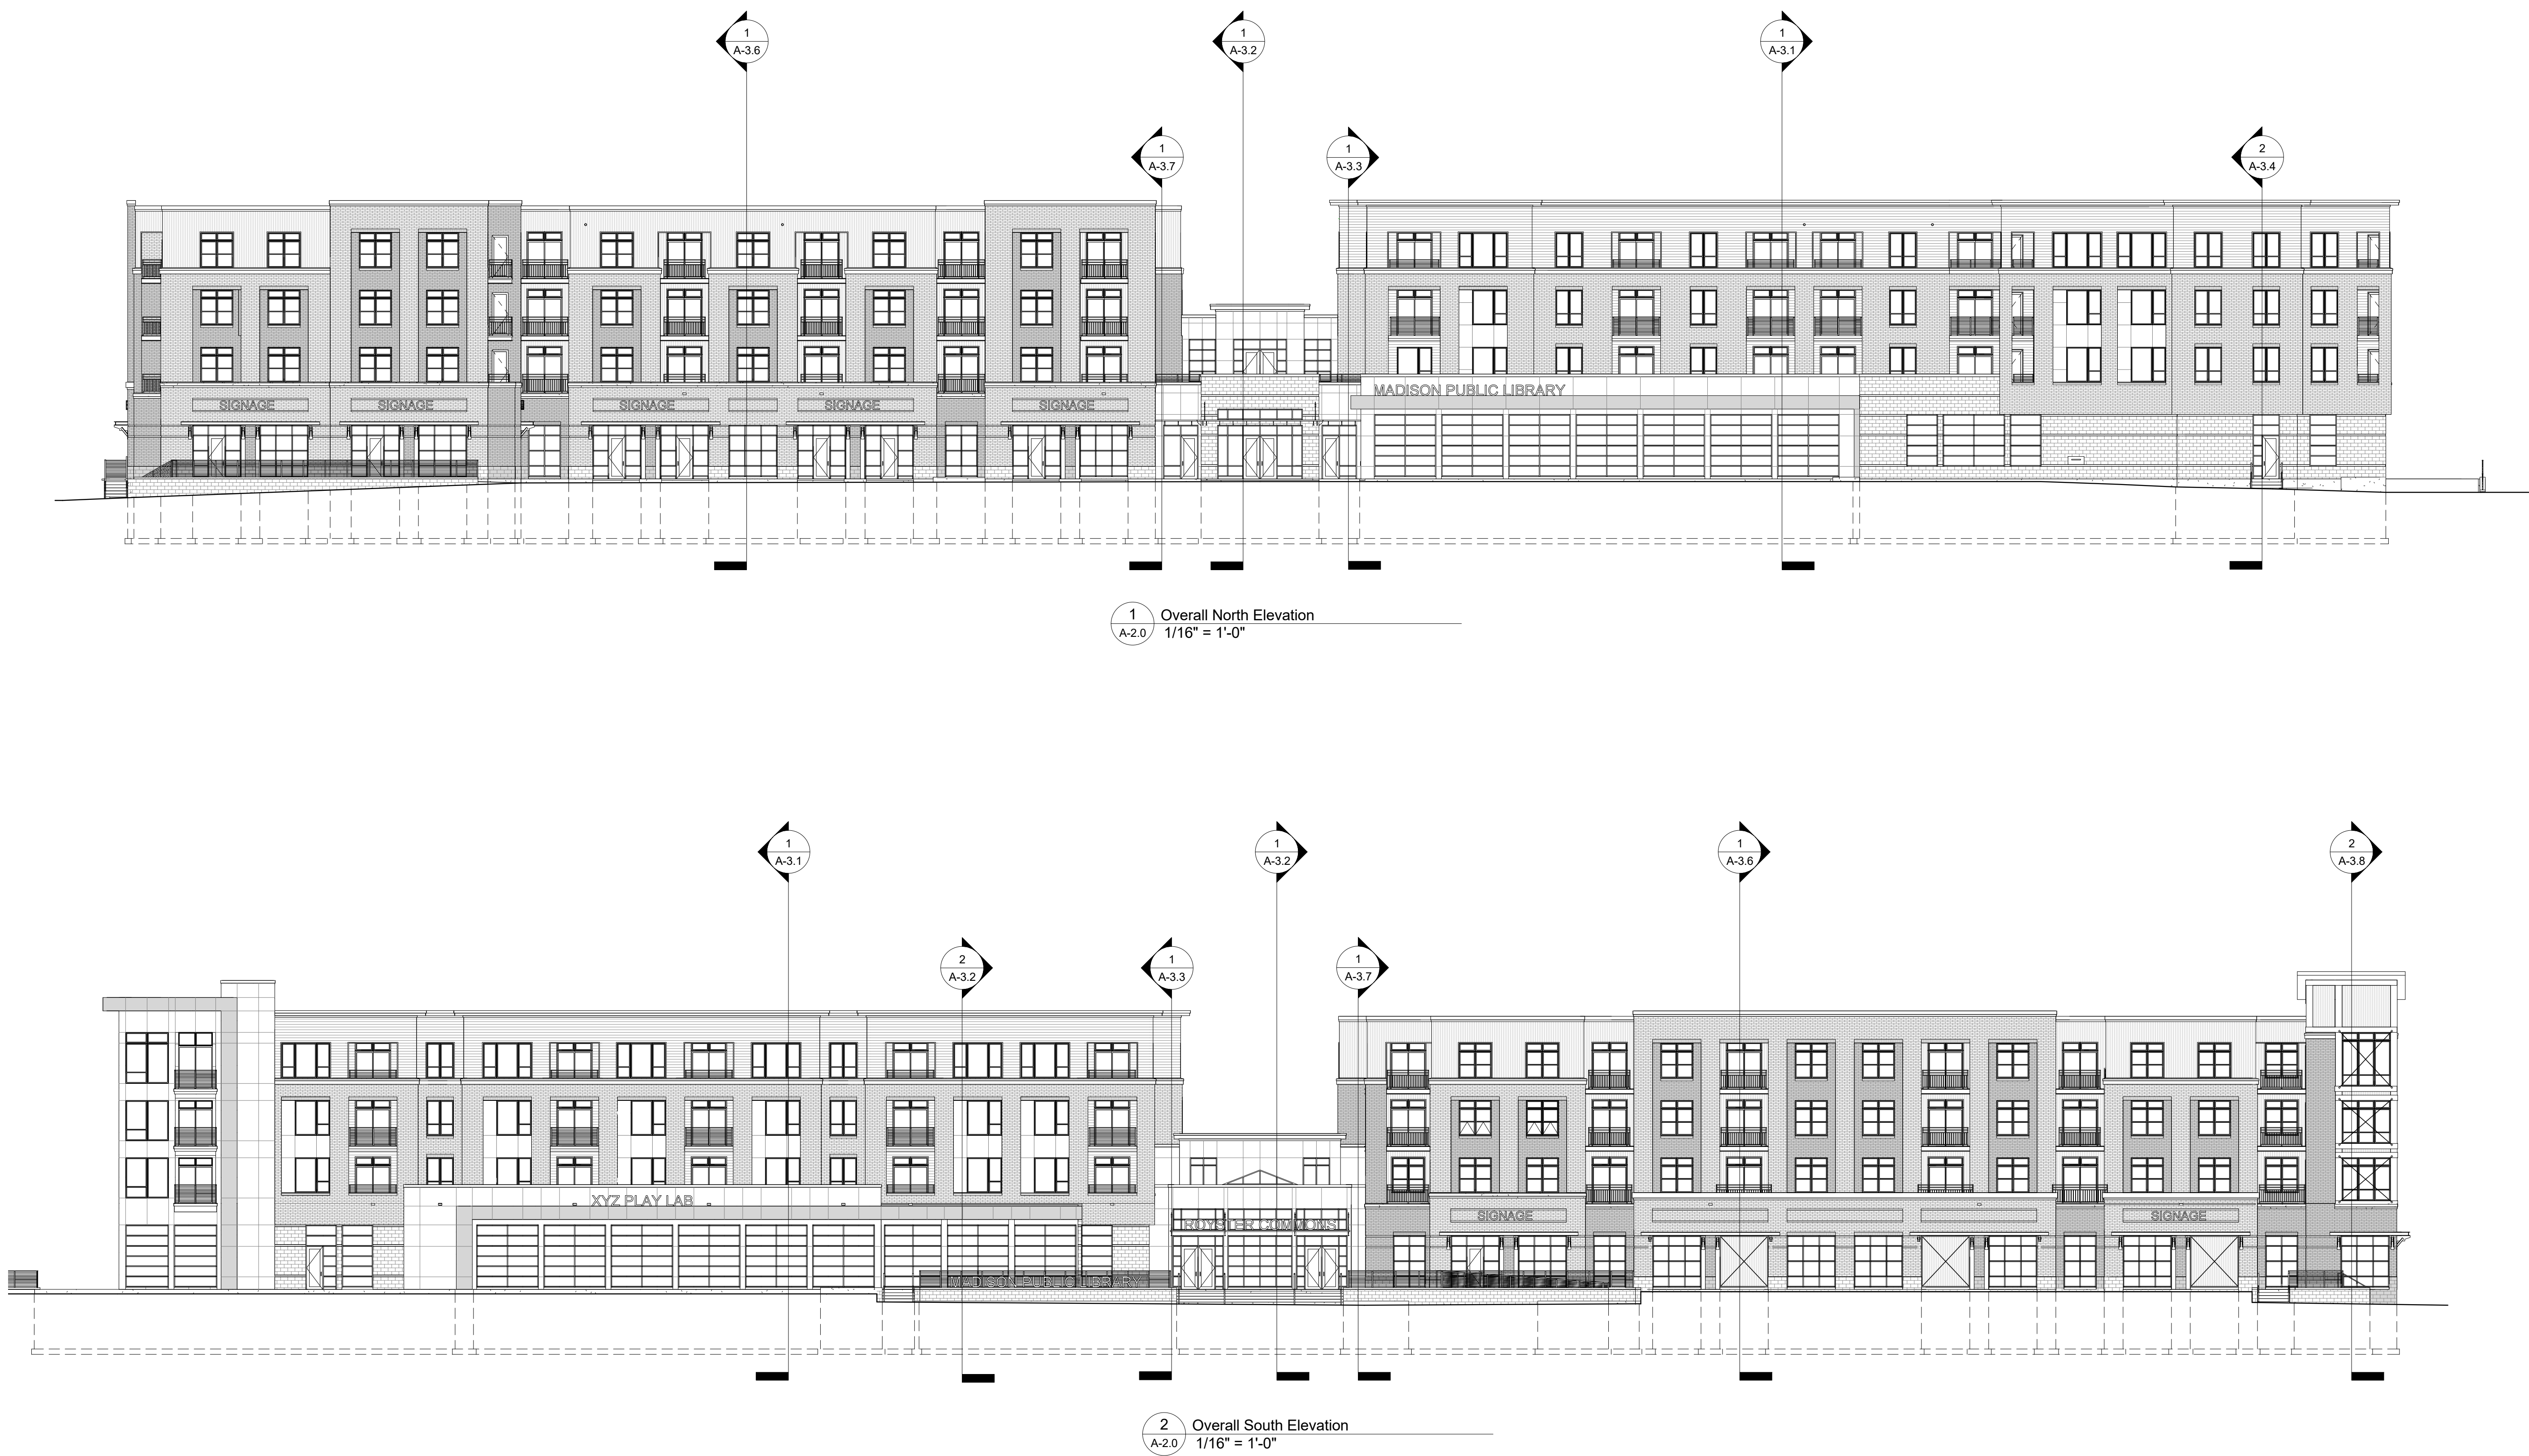 1
A-3.6
1
A-3.2
1
A-3.1
1
A-3.7
1
A-3.3
2
A-3.4
MADISON PUBLIC LIBRARY
SIGNAGE
SIGNAGE
SIGNAGE
SIGNAGE
SIGNAGE
1
A-2.0
Overall North Elevation
1/16" = 1'-0"
1
A-3.1
1
A-3.2
1
A-3.6
2
A-3.8
2
A-3.2
1
A-3.3
1
A-3.7
XYZ PLAY LAB
SIGNAGE
SIGNAGE
ROYSTER COMMONS
MADISON PUBLIC LIBRARY
2
A-2.0
Overall South Elevation
1/16" = 1'-0"